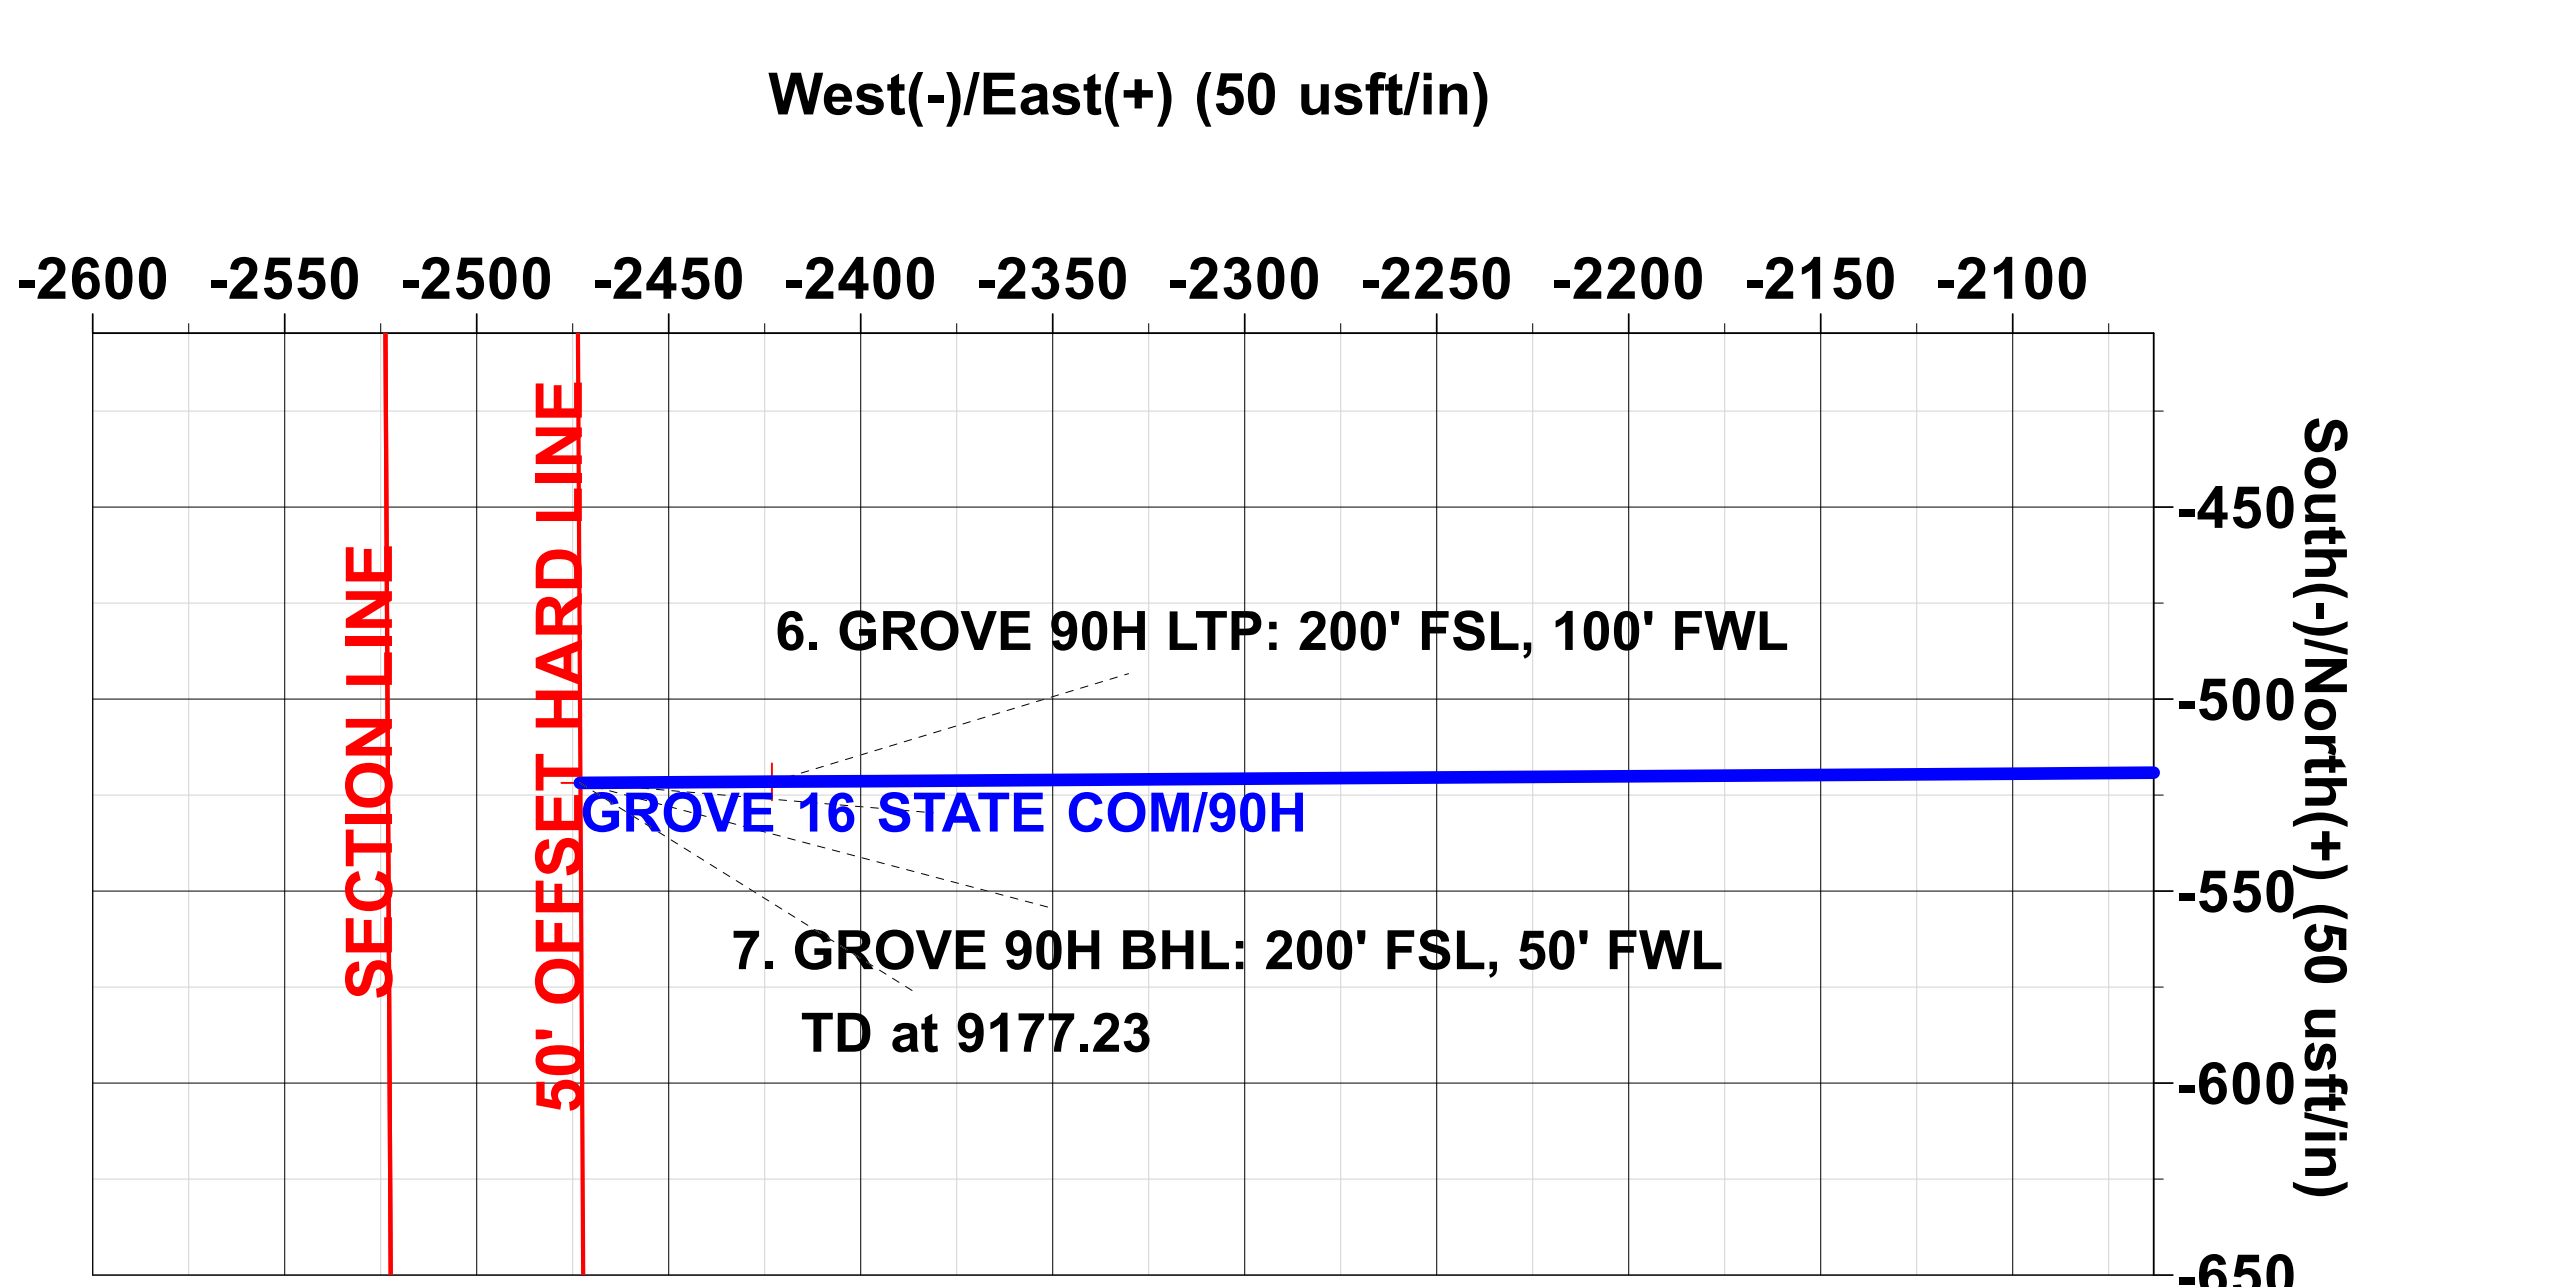 West(-)/East(+) (50 usft/in)
-2600 -2550 -2500 -2450 -2400 -2350 -2300 -2250 -2200 -2150 -2100
SECTION LINE
50' OFFSET HARD LINE
6. GROVE 90H LTP: 200' FSL, 100' FWL
GROVE 16 STATE COM/90H
7. GROVE 90H BHL: 200' FSL, 50' FWL
TD at 9177.23
-450
-500
-550
-600
-650
South(-)/North(+) (50 usft/in)